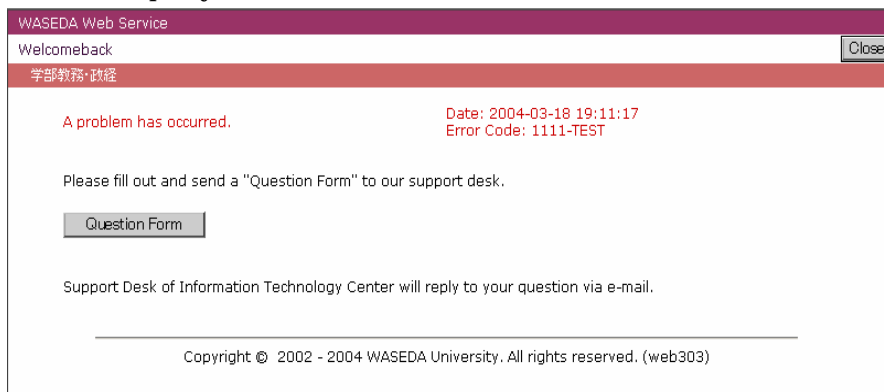 WASEDA Web Service
Welcomeback
Close
学部教務・政経
A problem has occurred.
Date: 2004-03-18 19:11:17
Error Code: 1111-TEST
Please fill out and send a "Question Form" to our support desk.
Question Form
Support Desk of Information Technology Center will reply to your question via e-mail.
Copyright © 2002 - 2004 WASEDA University. All rights reserved. (web303)